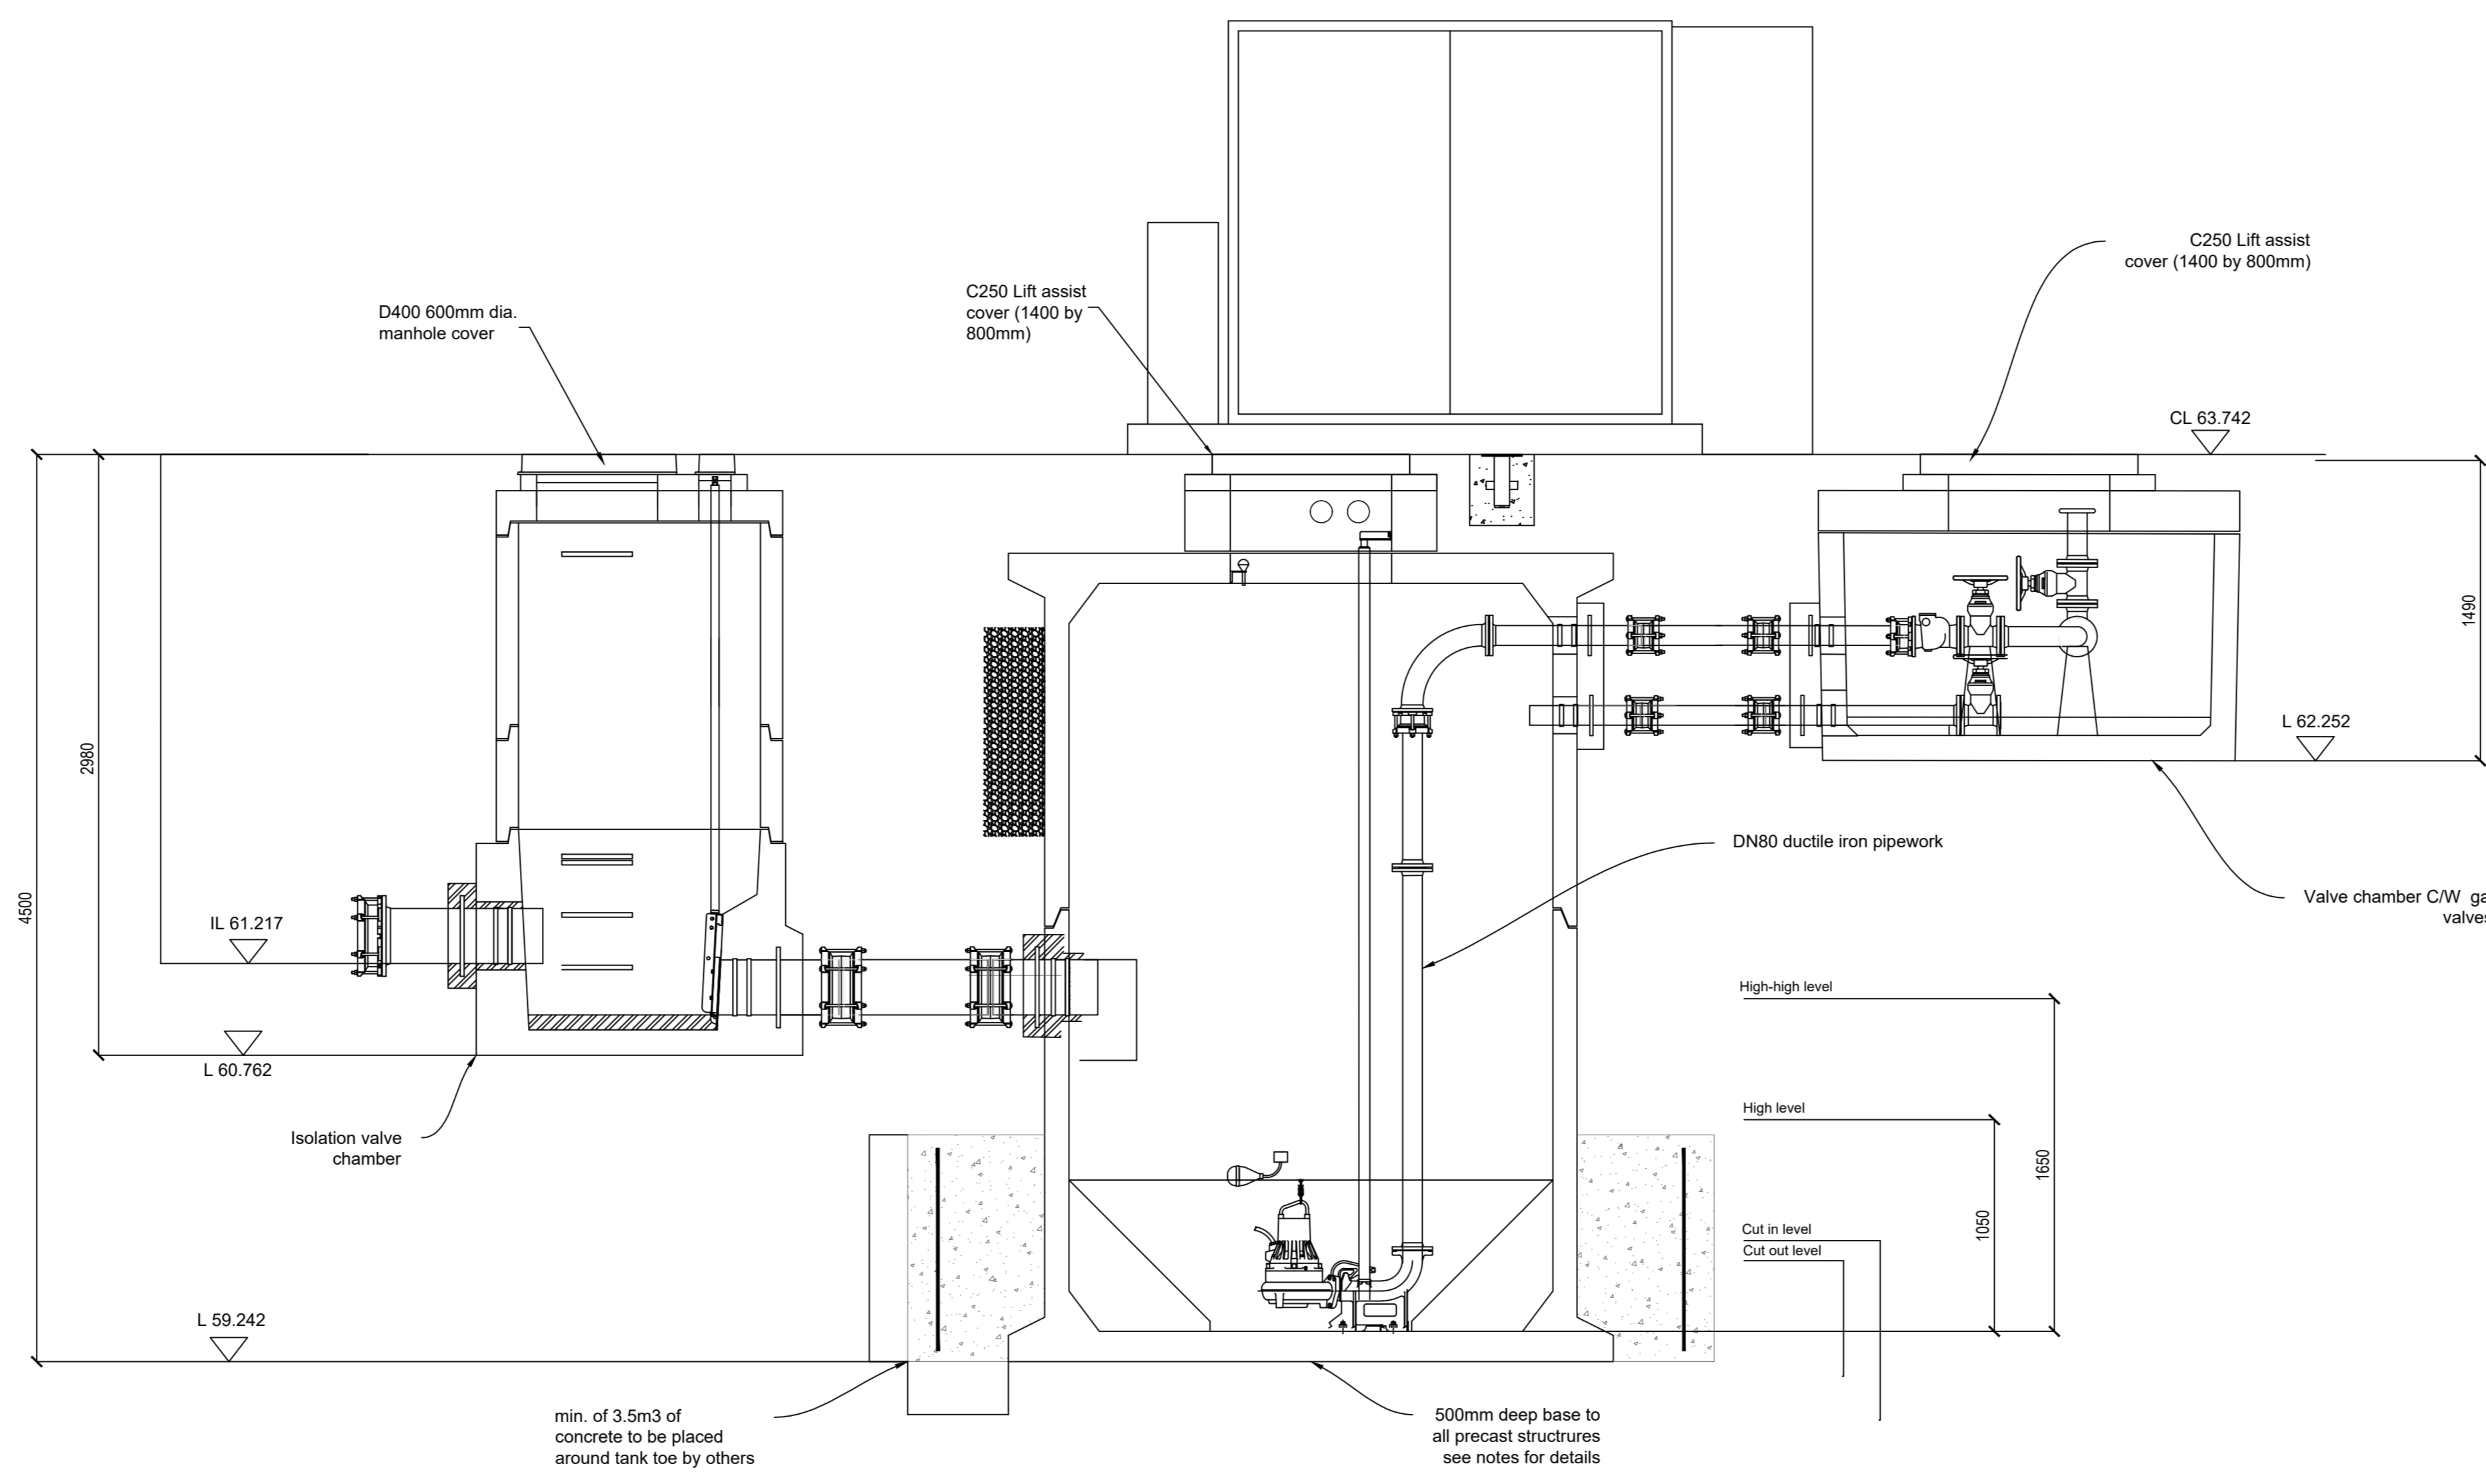 C250 Lift assist
cover (1400 by 800mm)
C250 Lift assist
cover (1400 by
800mm)
D400 600mm dia.
manhole cover
CL 63.742
1490
L 62.252
2980
DN80 ductile iron pipework
Valve chamber C/W ga
valves
4500
IL 61.217
High-high level
L 60.762
High level
Isolation valve
chamber
1650
1050
Cut in level
Cut out level
L 59.242
min. of 3.5m3 of
concrete to be placed
around tank toe by others
500mm deep base to
all precast structrures
see notes for details